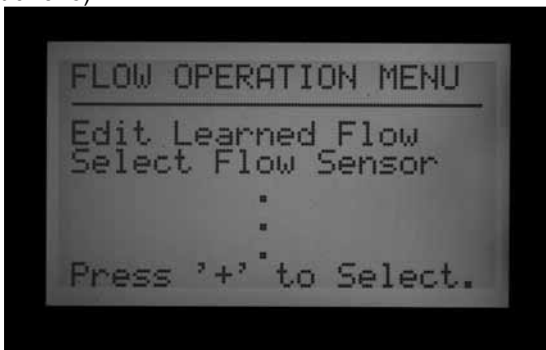 FLOW OPERATION MENU
Edit Learned Flow
Select Flow Sensor
.
.
.
Press '+' to Select.